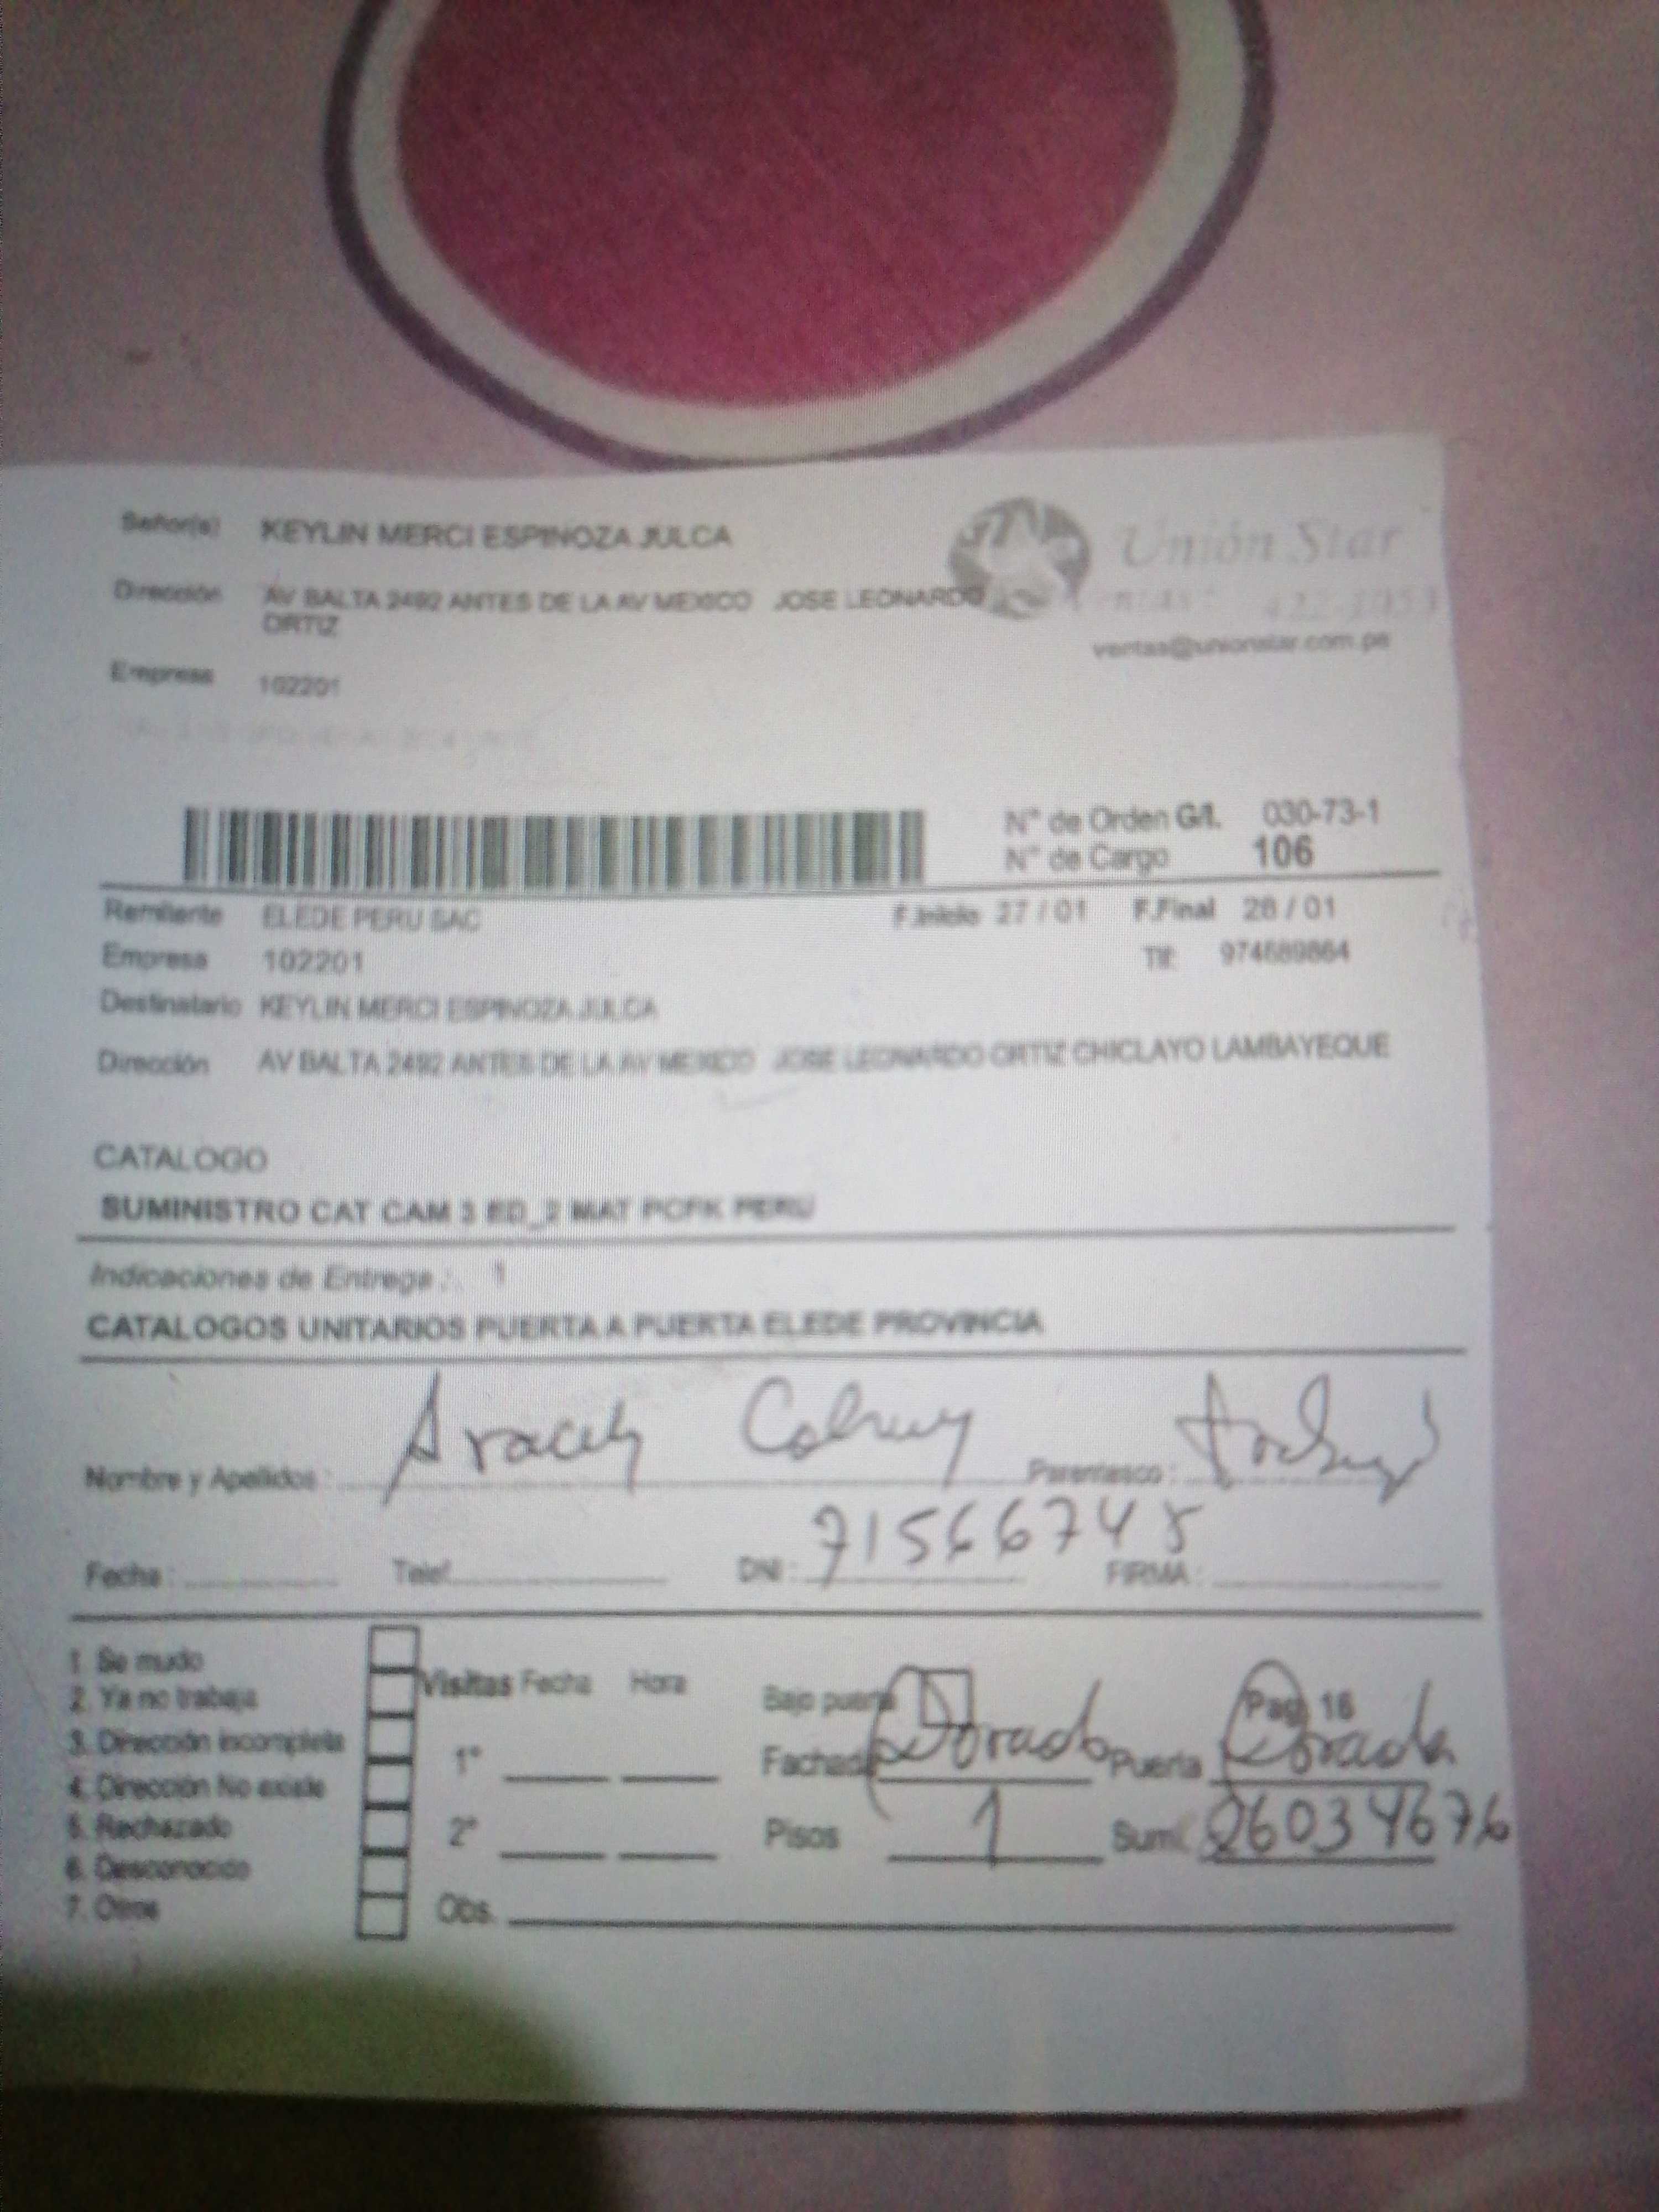 Señor(s) KEYLIN MERCI ESPINOZA JULCA
Unión Star
Dirección AV BALTA 2492 ANTES DE LA AV MEXICO JOSE LEONARDO
ORTIZ
ventas@unionstar.com.pe
Empresa 102201
N° de Orden G/I. 030-73-1
N° de Cargo 106
Remitente ELEDE PERU SAC F.Inicio 27 / 01 F.Final 28 / 01
Empresa 102201 Tlf: 974689864
Destinatario KEYLIN MERCI ESPINOZA JULCA
Dirección AV BALTA 2492 ANTES DE LA AV MEXICO JOSE LEONARDO ORTIZ CHICLAYO LAMBAYEQUE
CATALOGO
SUMINISTRO CAT CAM 3 ED_2 MAT PCFK PERU
Indicaciones de Entrega : 1
CATALOGOS UNITARIOS PUERTA A PUERTA ELEDE PROVINCIA
Nombre y Apellidos : Aracely Parentesco :
Fecha : Telef. DNI : 71566745 FIRMA :
1. Se mudo
2. Ya no trabaja
3. Dirección incompleta
4. Dirección No existe
5. Rechazado
6. Desconocido
7. Otros
Visitas Fecha Hora
1°
2°
Obs.
Bajo puerta Pag 16
Fachada Dorado Puerta Dorada
Pisos 1 Sumi. 26034676